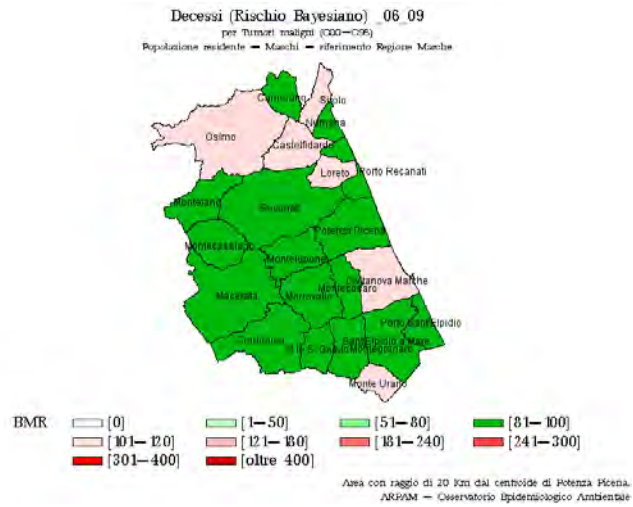 Decessi (Rischio Bayesiano) _06_09
per Tumori maligni (C00-C96)
Popolazione residente - Maschi - riferimento Regione Marche
Camerano
Sirolo
Numana
Osimo
Castelfidardo
Loreto
Porto Recanati
Montefano
Recanati
Potenza Picena
Montecassiano
Montelupone
Civitanova Marche
Montecosaro
Macerata
Morrovalle
Porto Sant'Elpidio
Corridonia
Sant'Elpidio a Mare
Montegranaro
Monte Urano
BMR
[0]
[1-50]
[51-80]
[81-100]
[101-120]
[121-180]
[181-240]
[241-300]
[301-400]
[oltre 400]
Area con raggio di 20 Km dal centroide di Potenza Picena.
ARPAM - Osservatorio Epidemiologico Ambientale